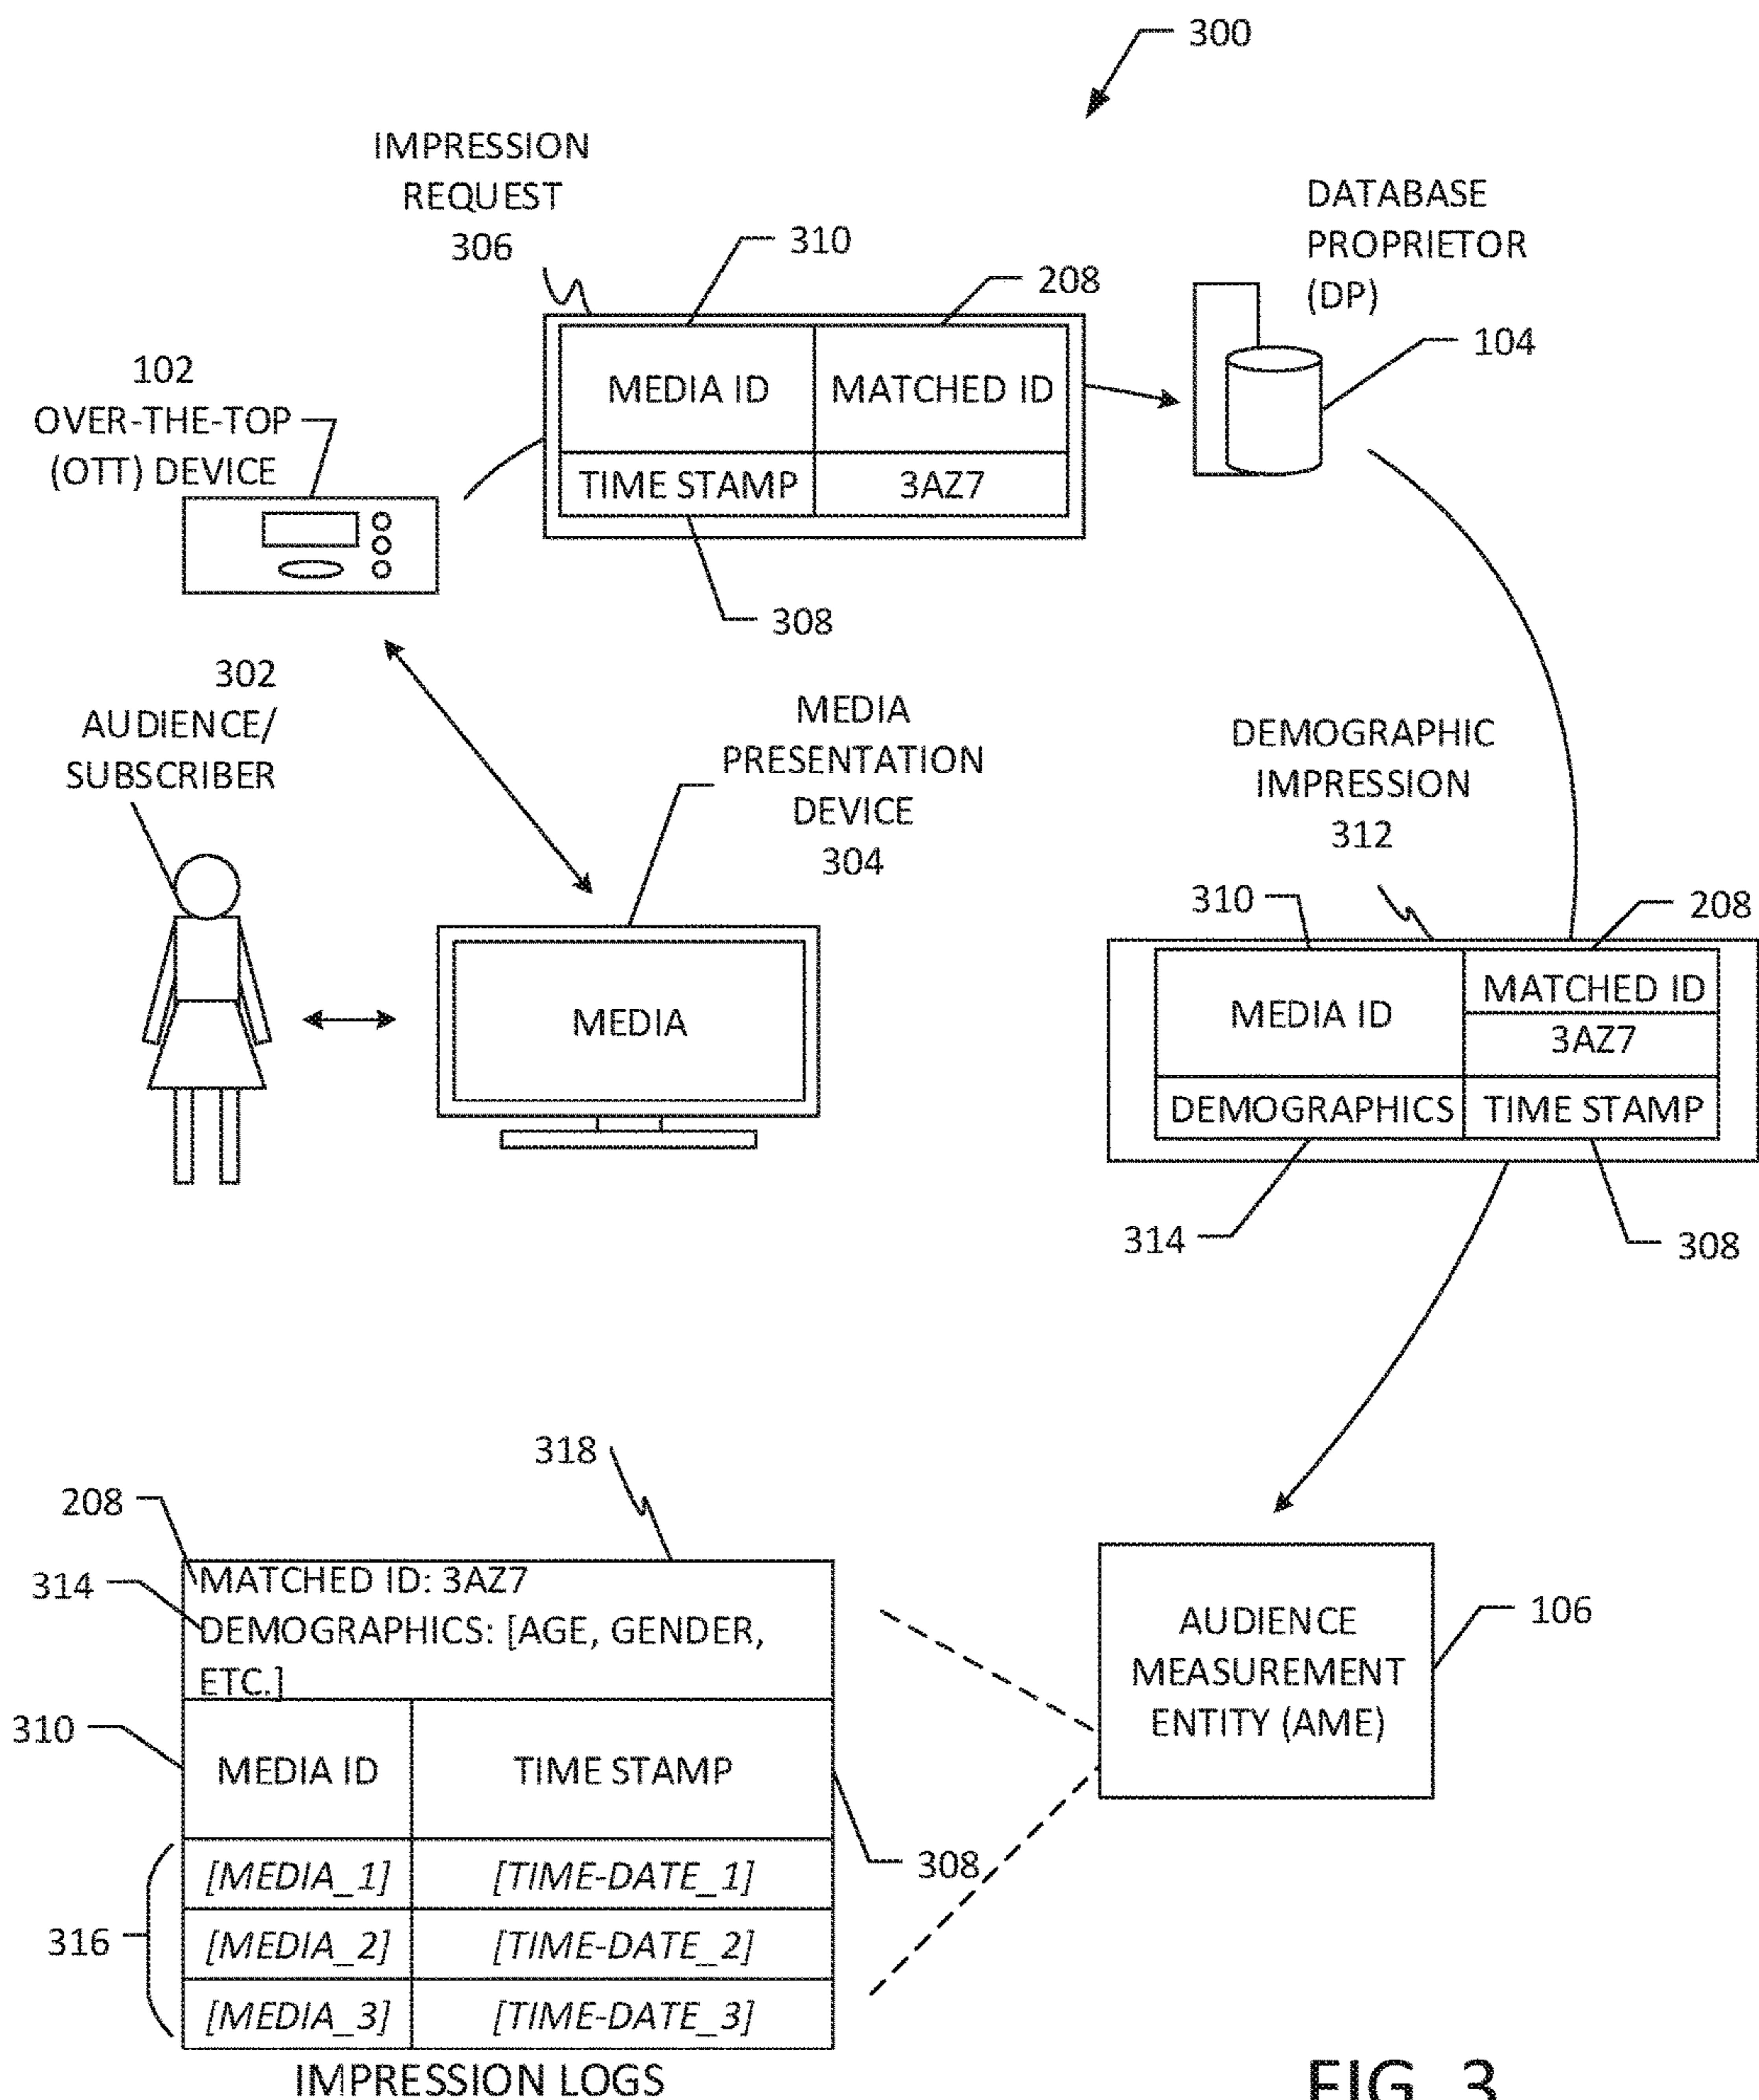 300
IMPRESSION
REQUEST
306
310
208
DATABASE
PROPRIETOR
(DP)
104
MEDIA ID
MATCHED ID
TIME STAMP
3AZ7
308
102
OVER-THE-TOP
(OTT) DEVICE
302
AUDIENCE/
SUBSCRIBER
MEDIA
PRESENTATION
DEVICE
304
MEDIA
DEMOGRAPHIC
IMPRESSION
312
310
208
MEDIA ID
MATCHED ID
3AZ7
DEMOGRAPHICS
TIME STAMP
314
308
318
208
314
MATCHED ID: 3AZ7
DEMOGRAPHICS: [AGE, GENDER,
ETC.]
310
MEDIA ID
TIME STAMP
308
316
[MEDIA_1]
[TIME-DATE_1]
[MEDIA_2]
[TIME-DATE_2]
[MEDIA_3]
[TIME-DATE_3]
IMPRESSION LOGS
AUDIENCE
MEASUREMENT
ENTITY (AME)
106
FIG. 3